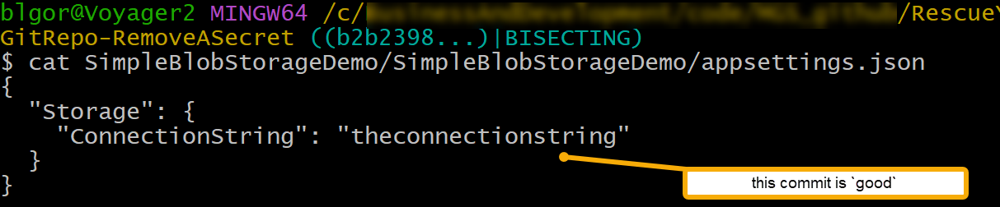 blgor@Voyager2 MINGW64 /c/ /RescueY
GitRepo-RemoveASecret ((b2b2398...)|BISECTING)
$ cat SimpleBlobStorageDemo/SimpleBlobStorageDemo/appsettings.json
{
"Storage": {
"ConnectionString": "theconnectionstring"
}
}
this commit is `good`